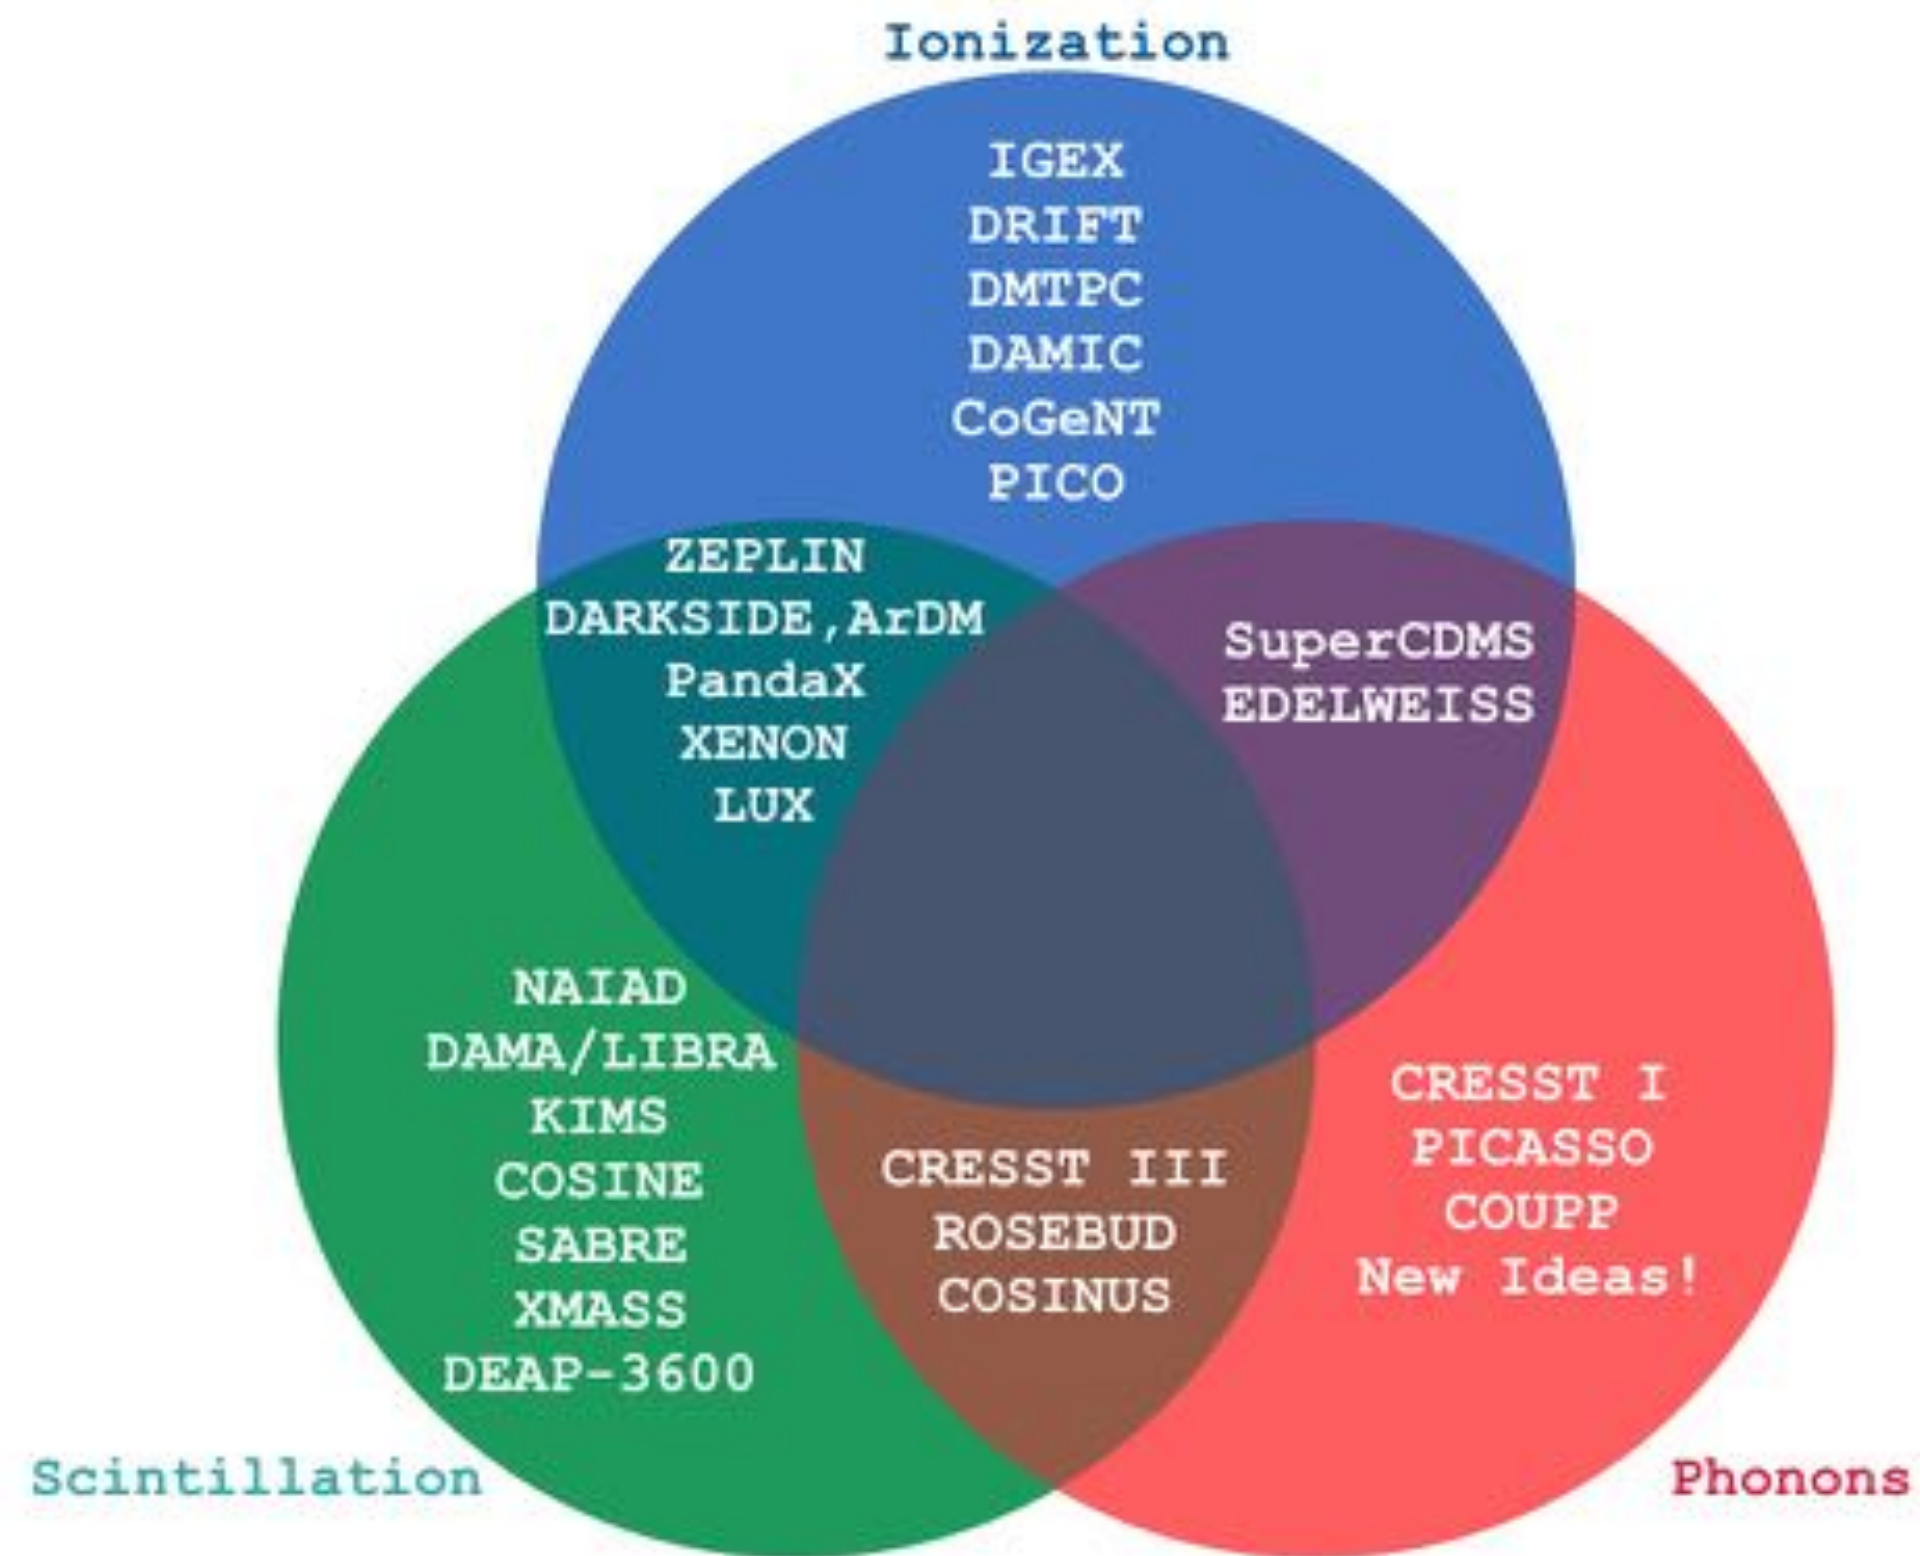 Ionization
IGEX
DRIFT
DMTPC
DAMIC
CoGeNT
PICO
ZEPLIN
DARKSIDE,ArDM
PandaX
XENON
LUX
SuperCDMS
EDELWEISS
NAIAD
DAMA/LIBRA
KIMS
COSINE
SABRE
XMASS
DEAP-3600
CRESST III
ROSEBUD
COSINUS
CRESST I
PICASSO
COUPP
New Ideas!
Scintillation
Phonons